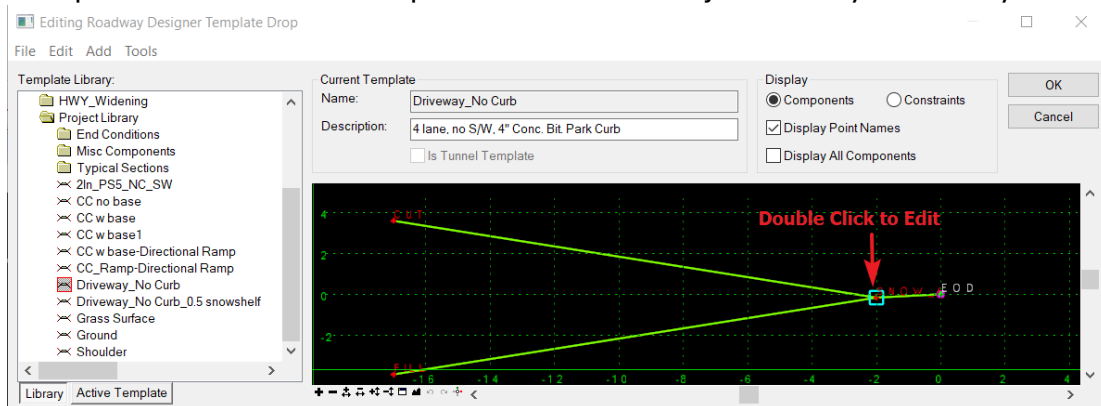 Editing Roadway Designer Template Drop
File Edit Add Tools
Template Library:
HWY_Widening
Project Library
End Conditions
Misc Components
Typical Sections
2ln_PS5_NC_SW
CC no base
CC w base
CC w base1
CC w base-Directional Ramp
CC_Ramp-Directional Ramp
Driveway_No Curb
Driveway_No Curb_0.5 snowshelf
Grass Surface
Ground
Shoulder
Library Active Template
Current Template
Name: Driveway_No Curb
Description: 4 lane, no S/W, 4" Conc. Bit. Park Curb
Is Tunnel Template
Display
Components Constraints
Display Point Names
Display All Components
OK
Cancel
Double Click to Edit
CUT
SNOW
EOD
FILL
4
2
0
-2
-16 -14 -12 -10 -8 -6 -4 -2 0 2 4